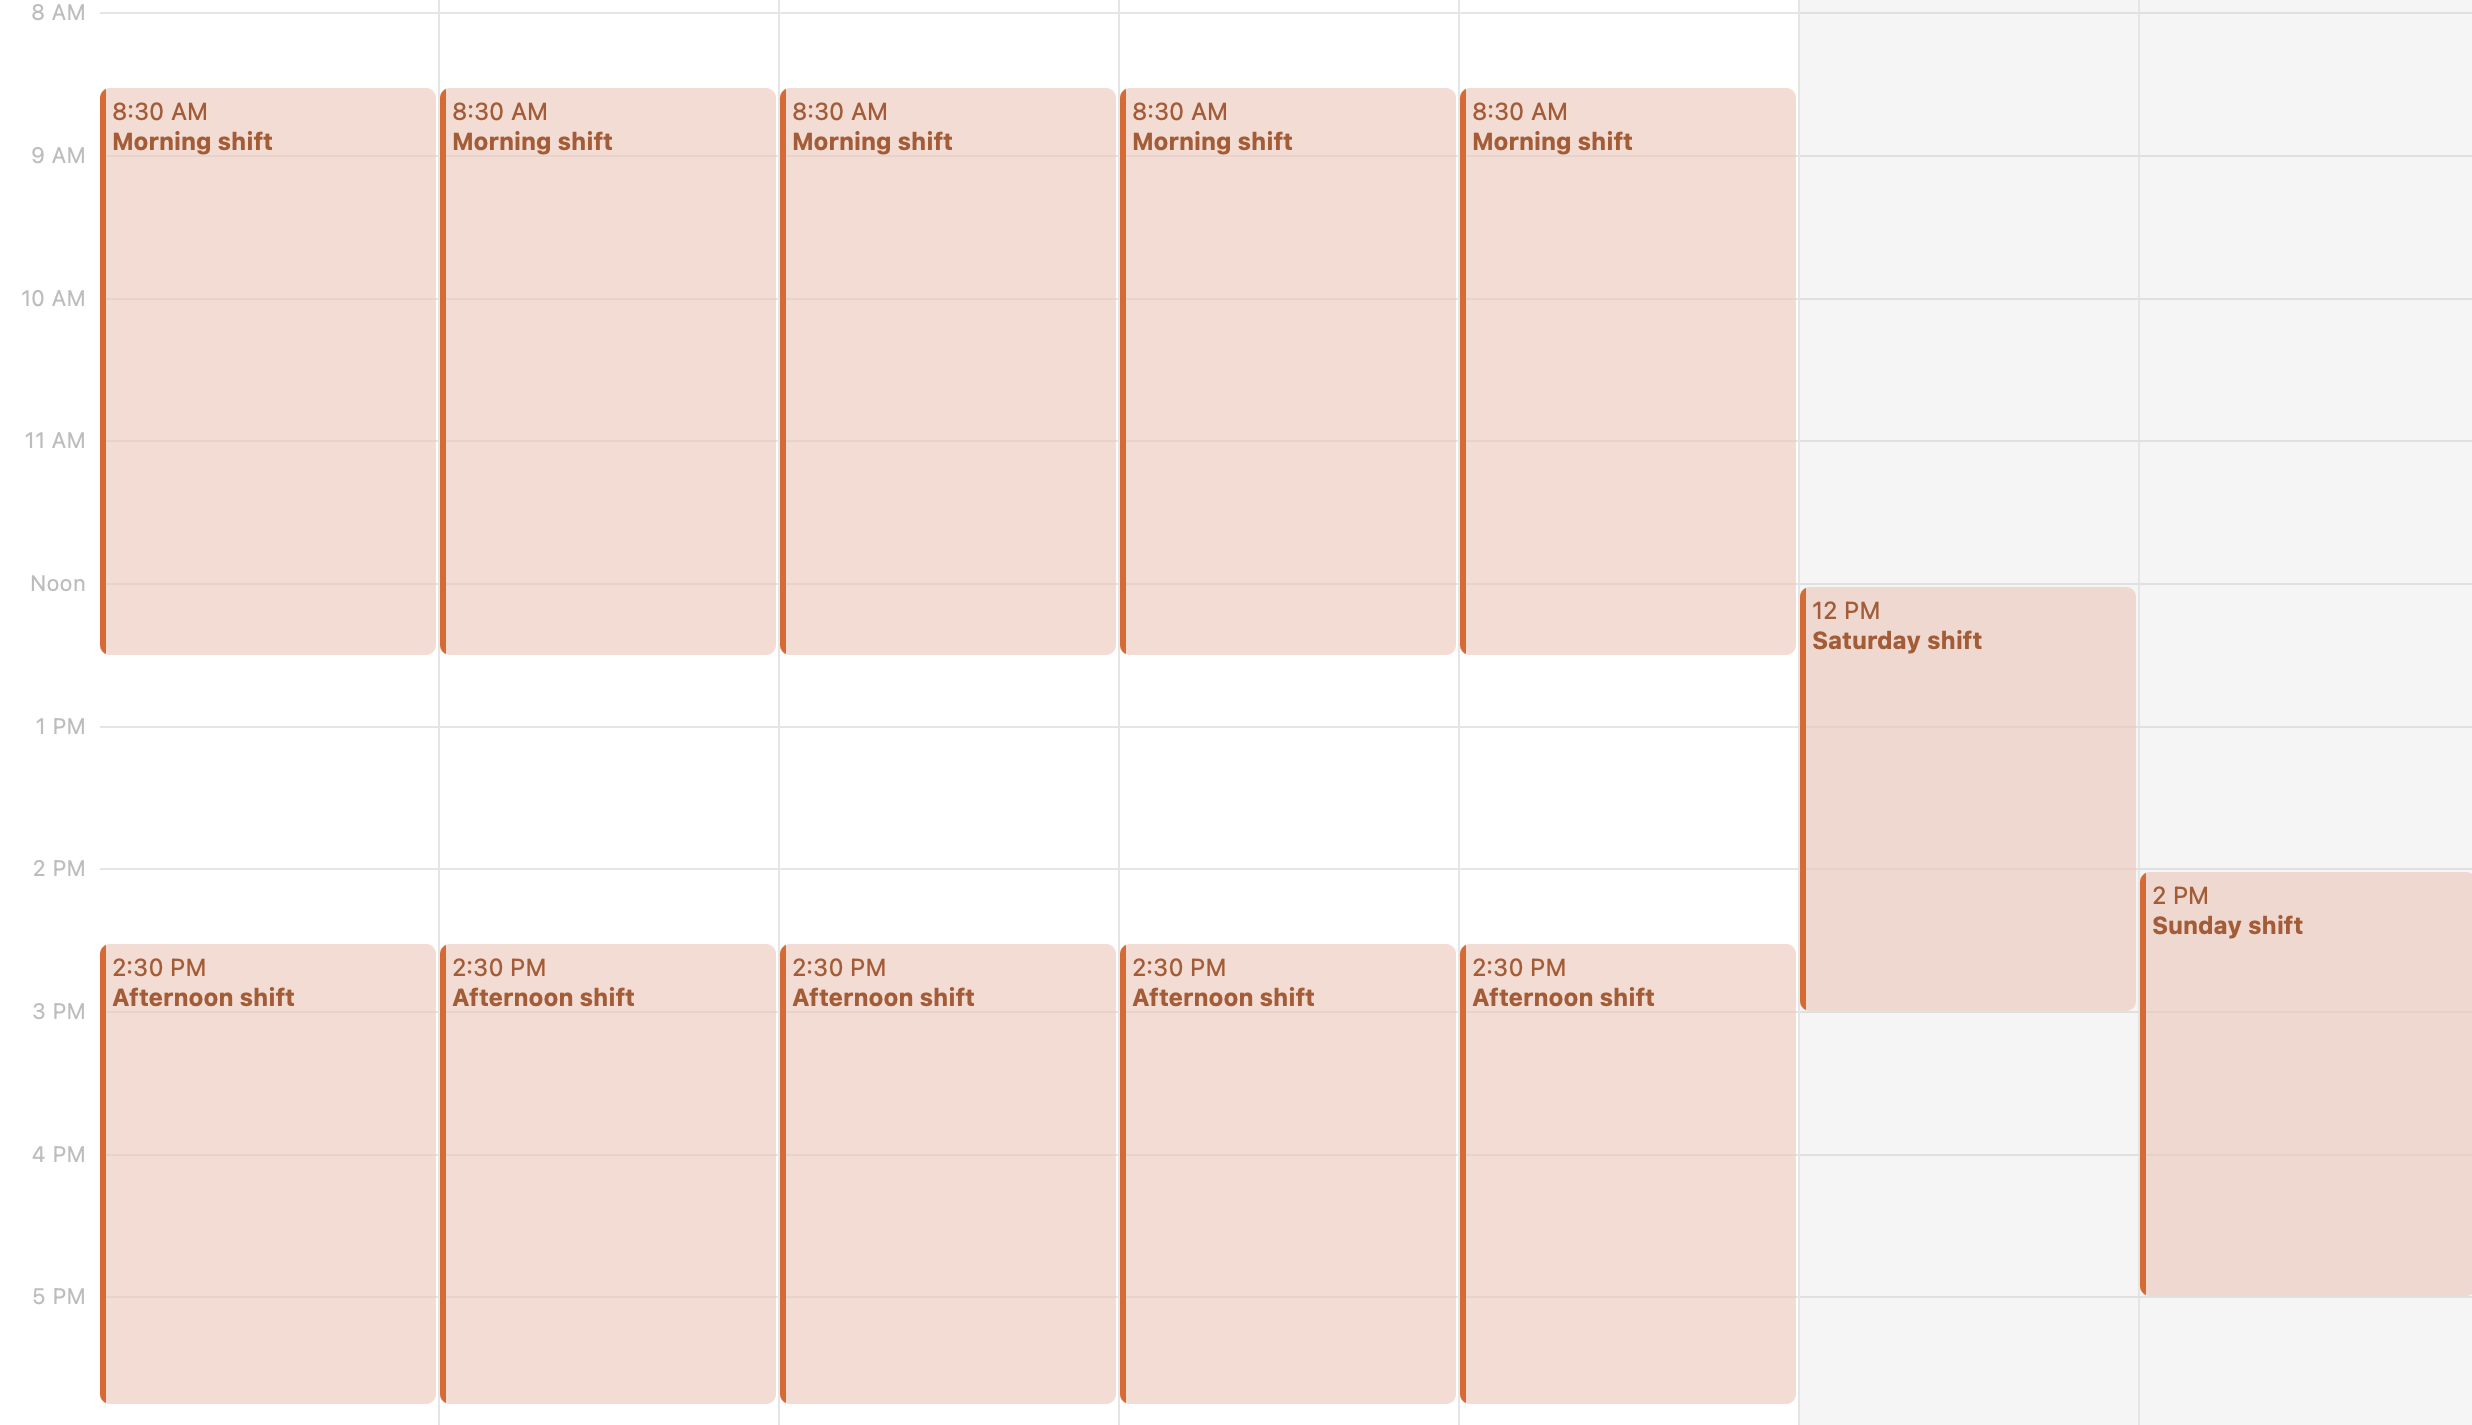 8 AM
8:30 AM
Morning shift
8:30 AM
Morning shift
8:30 AM
Morning shift
8:30 AM
Morning shift
8:30 AM
Morning shift
9 AM
10 AM
11 AM
Noon
12 PM
Saturday shift
1 PM
2 PM
2 PM
Sunday shift
2:30 PM
Afternoon shift
2:30 PM
Afternoon shift
2:30 PM
Afternoon shift
2:30 PM
Afternoon shift
2:30 PM
Afternoon shift
3 PM
4 PM
5 PM